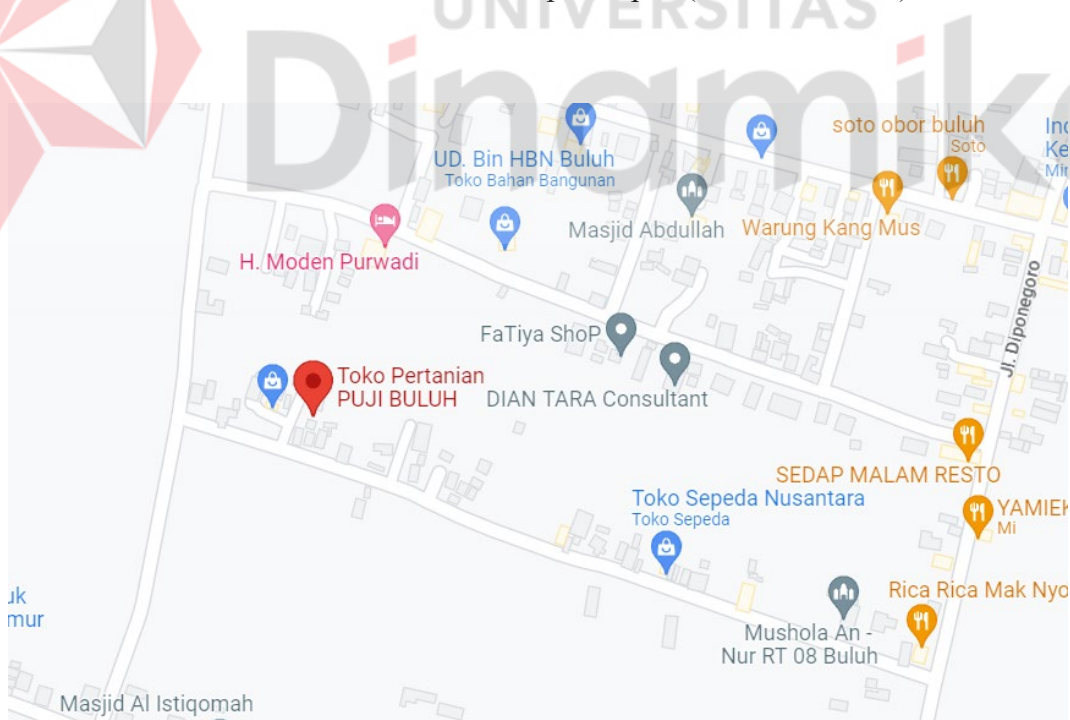 UNIVERSITAS
Dinamika
soto obor buluh
Soto
UD. Bin HBN Buluh
Toko Bahan Bangunan
Masjid Abdullah
Warung Kang Mus
H. Moden Purwadi
Jl. Diponegoro
FaTiya ShoP
Toko Pertanian
PUJI BULUH
DIAN TARA Consultant
SEDAP MALAM RESTO
Toko Sepeda Nusantara
Toko Sepeda
YAMIEK
Mi
Rica Rica Mak Nyo
Mushola An -
Nur RT 08 Buluh
Masjid Al Istiqomah